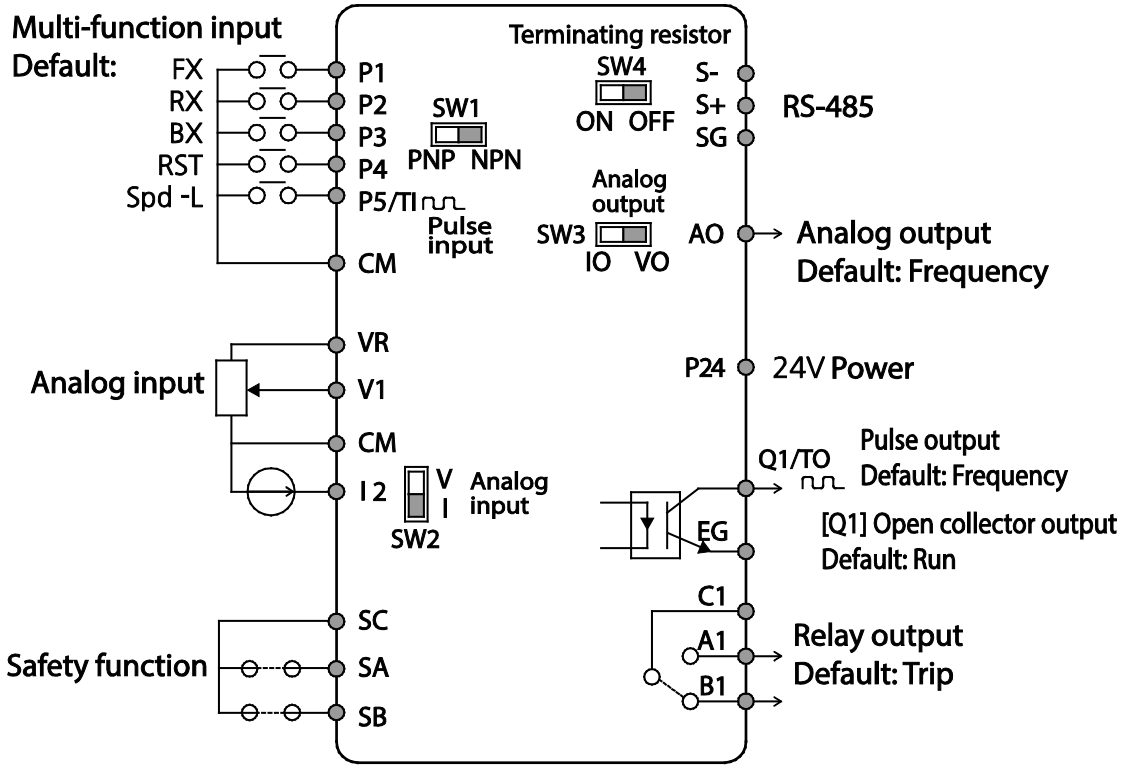 Multi-function input
Default:
FX
RX
BX
RST
Spd -L
P1
P2
P3
P4
P5/TI
Pulse
input
CM
SW1
PNP NPN
Terminating resistor
SW4
ON OFF
S-
S+
SG
RS-485
Analog
output
SW3
IO VO
AO
Analog output
Default: Frequency
Analog input
VR
V1
CM
I 2
V
I
SW2
Analog
input
P24
24V Power
Q1/TO
Pulse output
Default: Frequency
EG
[Q1] Open collector output
Default: Run
Safety function
SC
SA
SB
C1
A1
B1
Relay output
Default: Trip